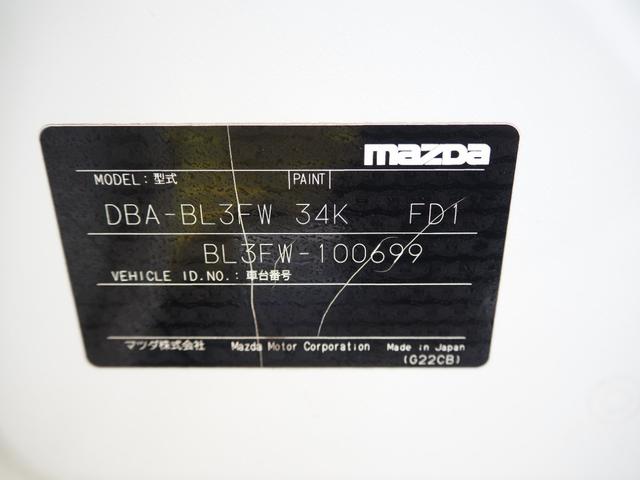 mazda
MODEL: 型式 PAINT
DBA-BL3FW 34K FD1
BL3FW-100699
VEHICLE ID.NO.: 車台番号
マツダ株式会社 Mazda Motor Corporation Made in Japan
(G22CB)